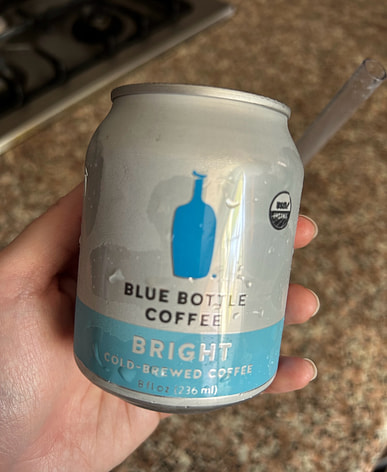 BLUE BOTTLE
COFFEE
BRIGHT
COLD-BREWED COFFEE
8 fl oz (236 ml)